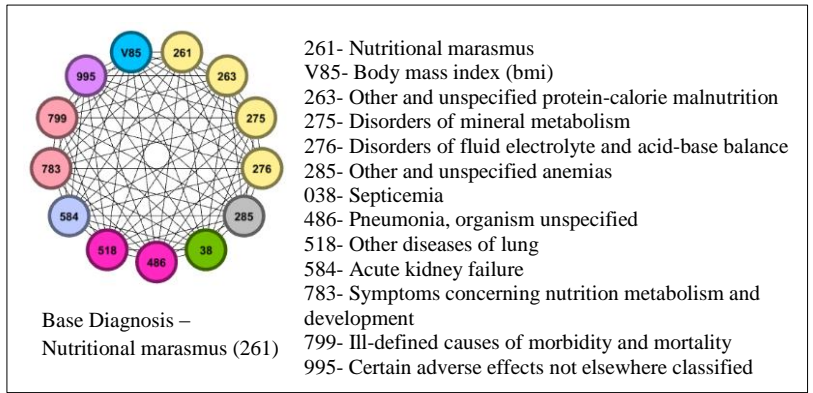 V85
261
995
263
799
275
783
276
584
285
518
486
38
Base Diagnosis –
Nutritional marasmus (261)
261- Nutritional marasmus
V85- Body mass index (bmi)
263- Other and unspecified protein-calorie malnutrition
275- Disorders of mineral metabolism
276- Disorders of fluid electrolyte and acid-base balance
285- Other and unspecified anemias
038- Septicemia
486- Pneumonia, organism unspecified
518- Other diseases of lung
584- Acute kidney failure
783- Symptoms concerning nutrition metabolism and
development
799- Ill-defined causes of morbidity and mortality
995- Certain adverse effects not elsewhere classified